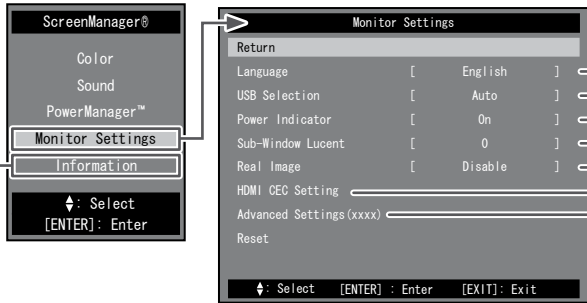 ScreenManager®
Color
Sound
PowerManager™
Monitor Settings
Information
♦: Select
[ENTER]: Enter
Monitor Settings
Return
Language [ English ]
USB Selection [ Auto ]
Power Indicator [ On ]
Sub-Window Lucent [ 0 ]
Real Image [ Disable ]
HDMI CEC Setting
Advanced Settings(xxxx)
Reset
♦: Select [ENTER] : Enter [EXIT]: Exit